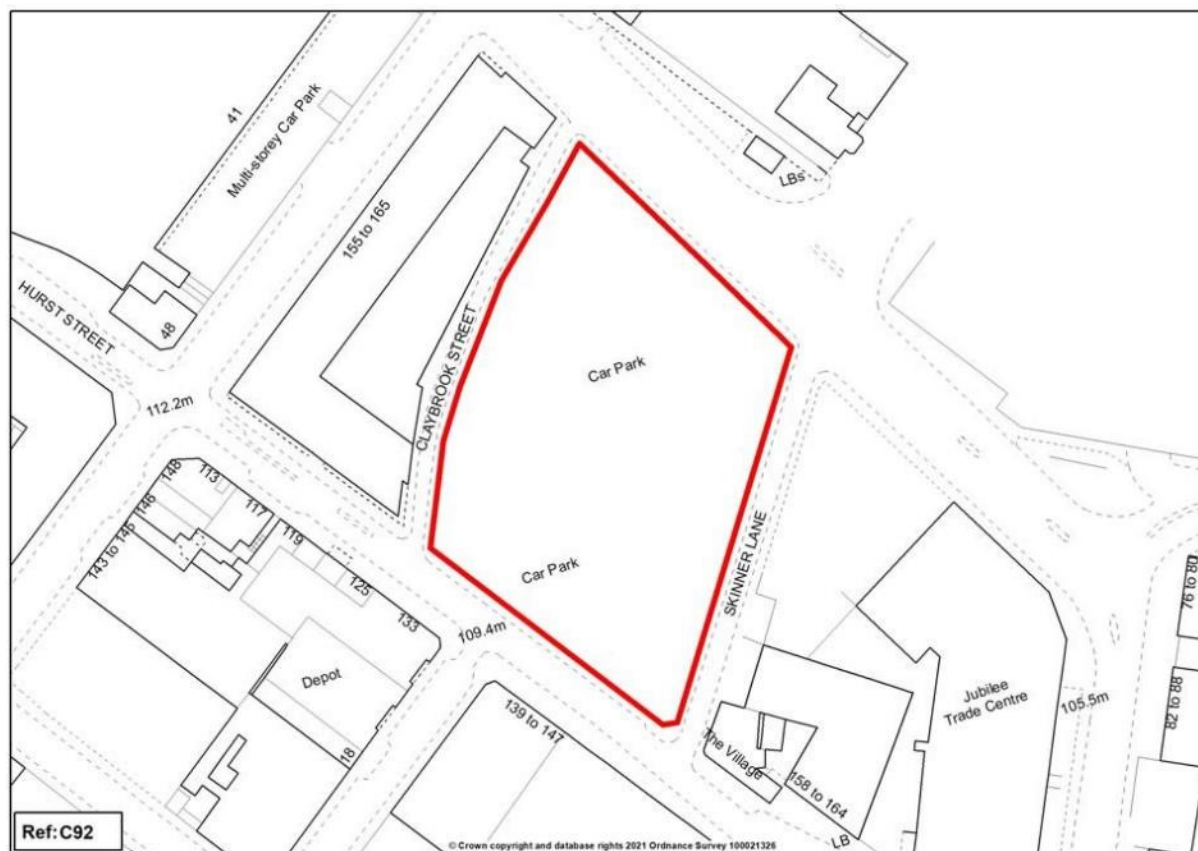 41
Multi-storey Car Park
LBs
155 to 165
HURST STREET
48
CLAYBROOK STREET
Car Park
112.2m
148
113
146
117
119
143 to 145
125
133
Car Park
109.4m
SKINNER LANE
76 to 80
Depot
Jubilee
Trade Centre
105.5m
82 to 88
139 to 147
The Village
18
158 to 164
LB
Ref:C92
© Crown copyright and database rights 2021 Ordnance Survey 100021326